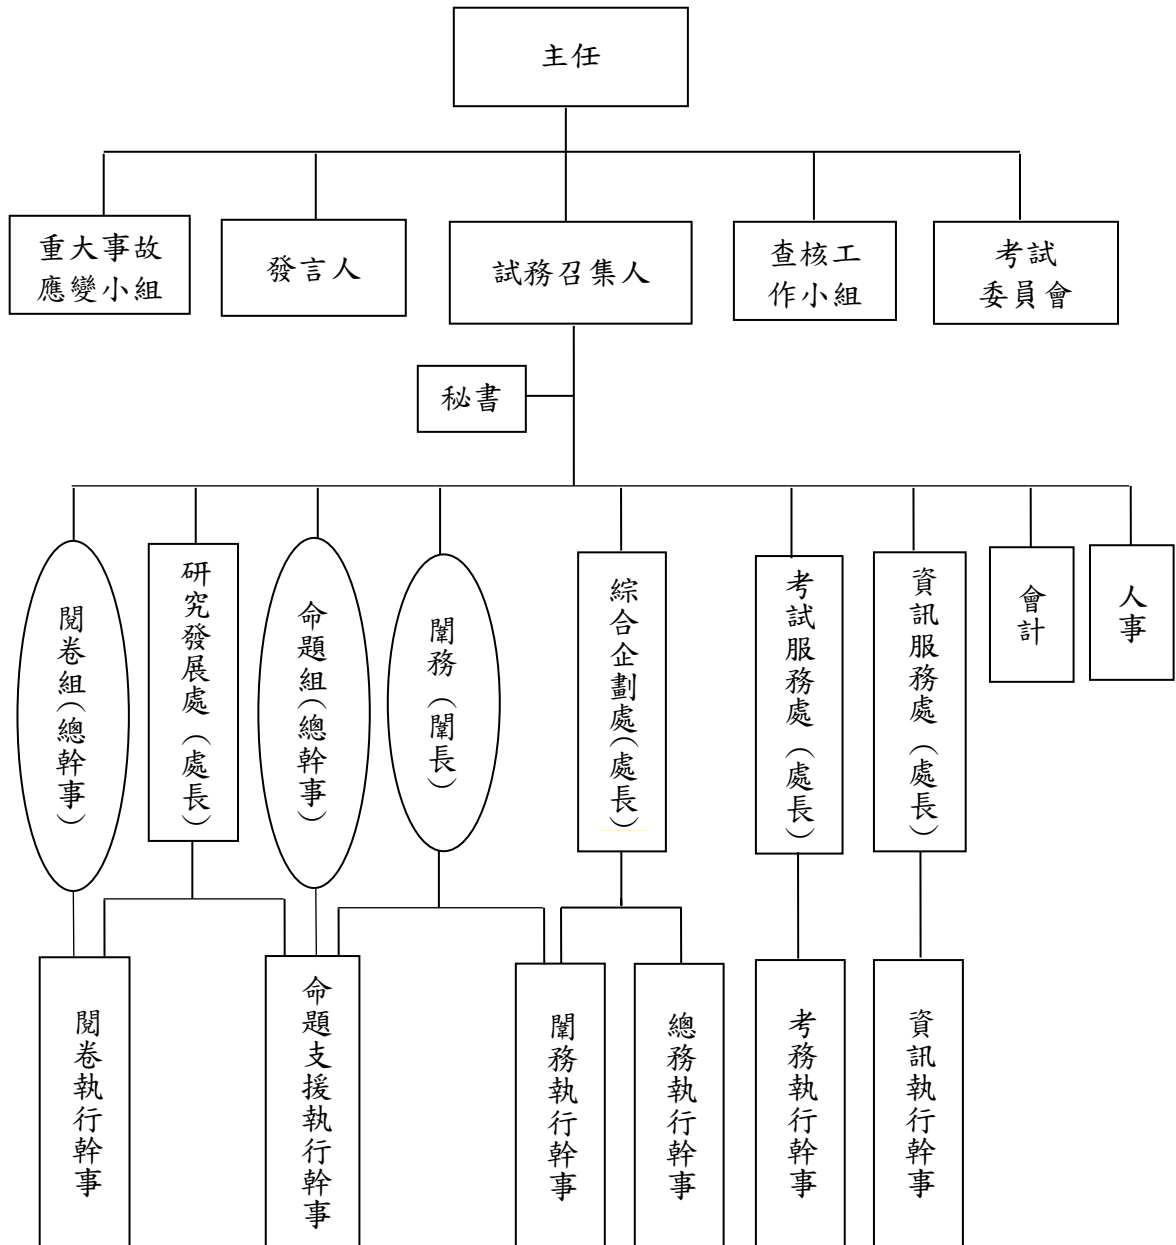 主任
重大事故
應變小組
發言人
試務召集人
查核工
作小組
考試
委員會
秘書
閱卷組(總幹事)
研究發展處(處長)
命題組(總幹事)
闈務(闈長)
綜合企劃處(處長)
考試服務處(處長)
資訊服務處(處長)
會計
人事
閱卷執行幹事
命題支援執行幹事
闈務執行幹事
總務執行幹事
考務執行幹事
資訊執行幹事